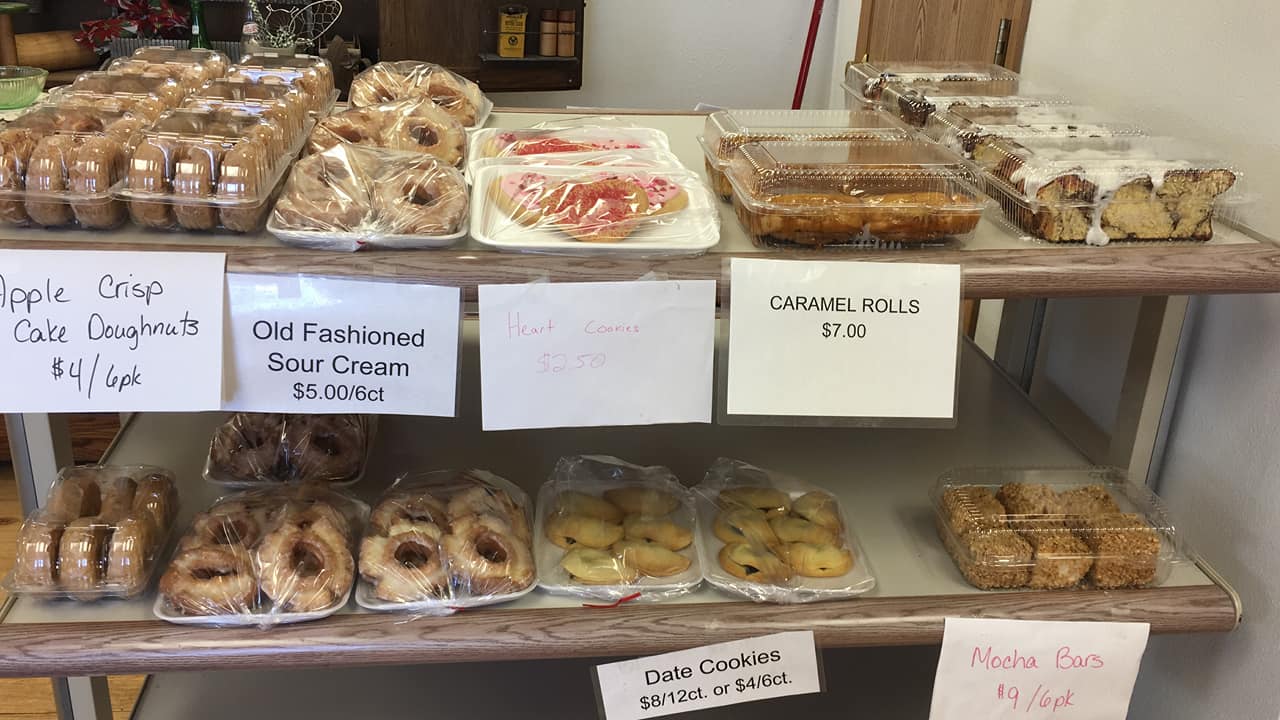 Apple Crisp
Cake Doughnuts
$4/6pk
Old Fashioned
Sour Cream
$5.00/6ct
Heart Cookies
$2.50
CARAMEL ROLLS
$7.00
Date Cookies
$8/12ct. or $4/6ct.
Mocha Bars
$9/6pk